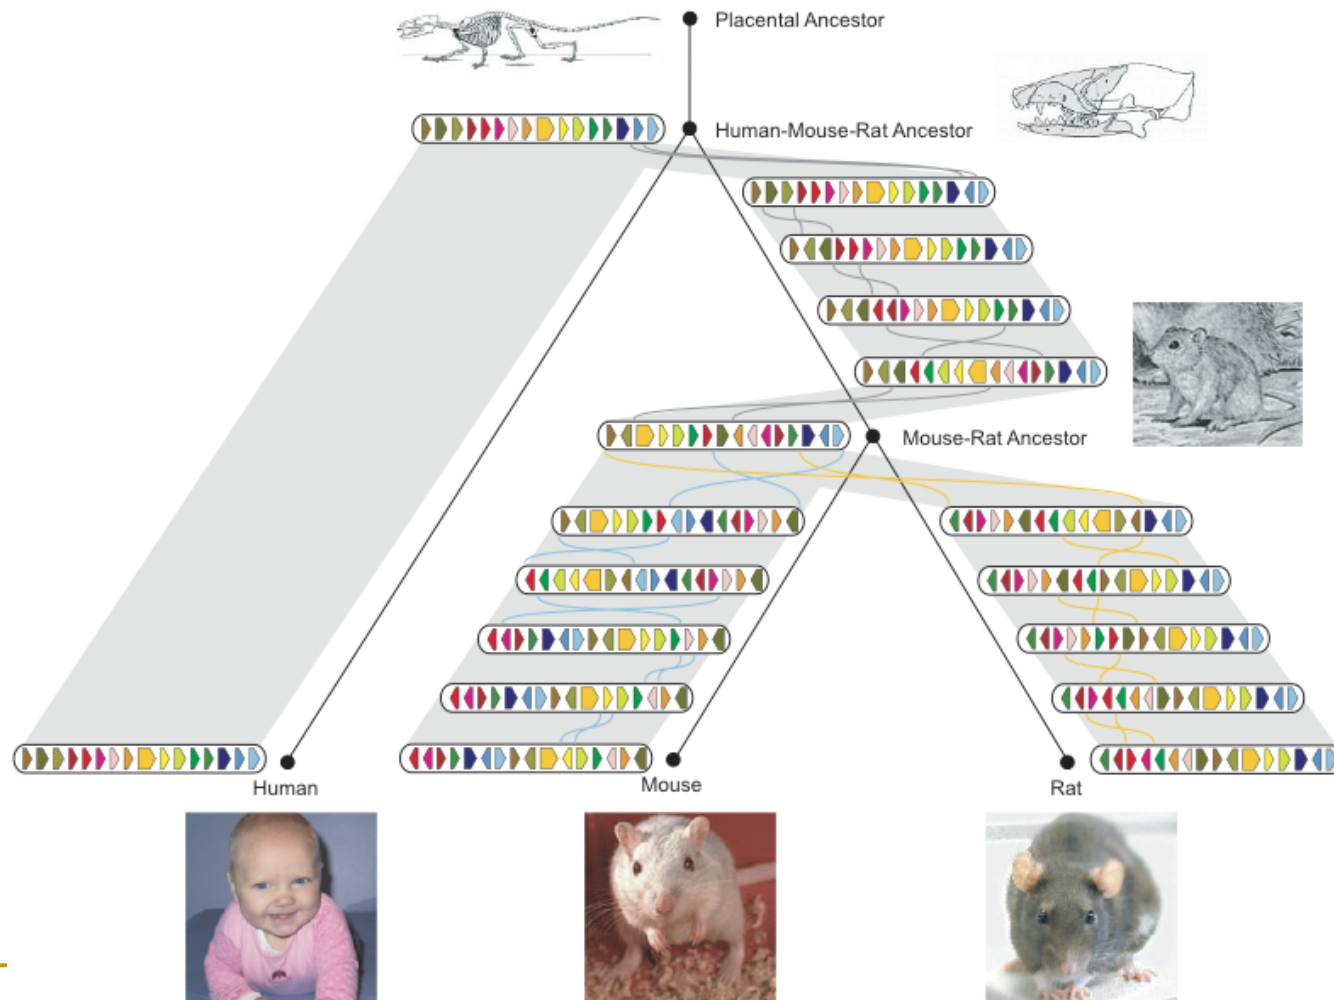 Placental Ancestor
Human-Mouse-Rat Ancestor
Mouse-Rat Ancestor
Human
Mouse
Rat